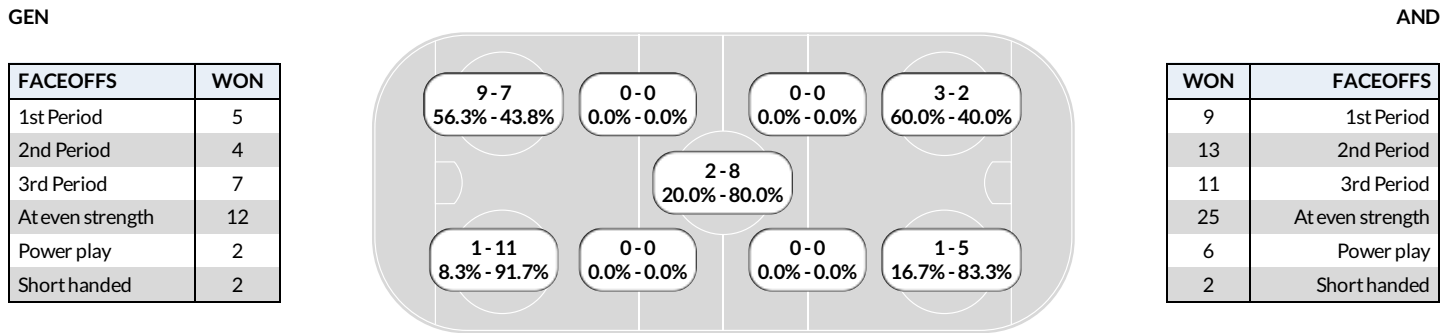 GEN
AND
FACEOFFS WON
1st Period 5
2nd Period 4
3rd Period 7
At even strength 12
Power play 2
Short handed 2
9 - 7
56.3% - 43.8%
0 - 0
0.0% - 0.0%
0 - 0
0.0% - 0.0%
3 - 2
60.0% - 40.0%
2 - 8
20.0% - 80.0%
1 - 11
8.3% - 91.7%
0 - 0
0.0% - 0.0%
0 - 0
0.0% - 0.0%
1 - 5
16.7% - 83.3%
WON FACEOFFS
9 1st Period
13 2nd Period
11 3rd Period
25 At even strength
6 Power play
2 Short handed